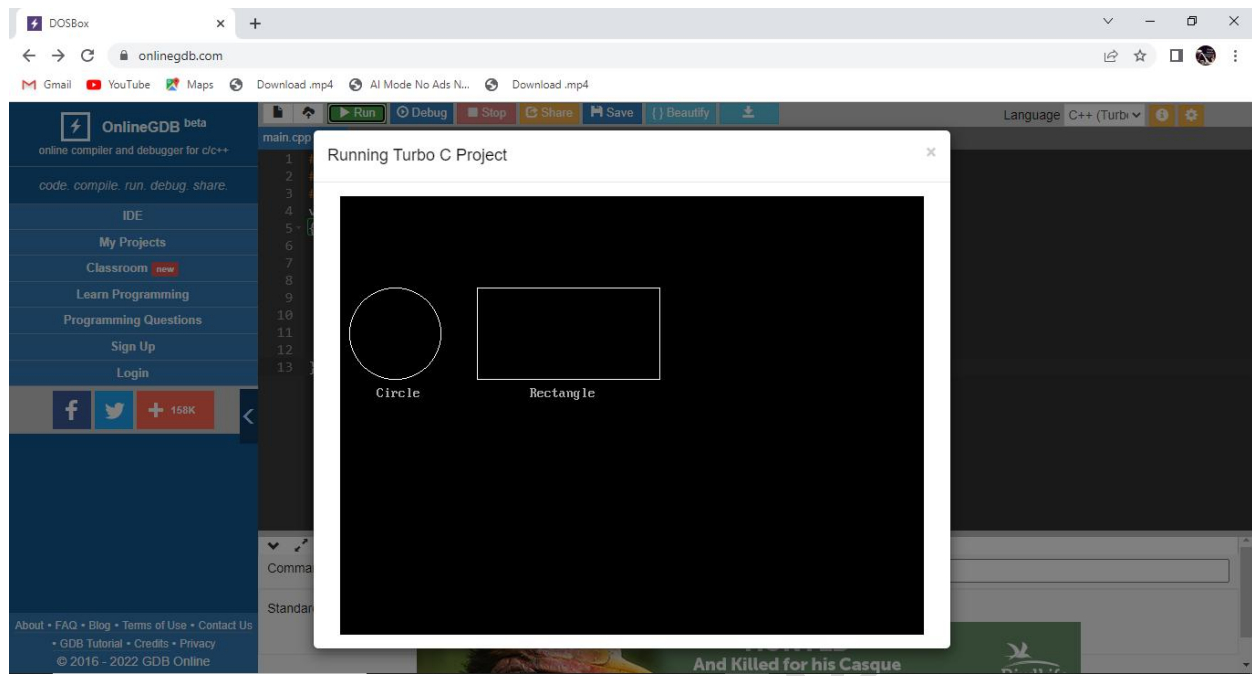 DOSBox
onlinegdb.com
Gmail YouTube Maps Download .mp4 AI Mode No Ads N... Download .mp4
OnlineGDB beta
online compiler and debugger for c/c++
code. compile. run. debug. share.
IDE
My Projects
Classroom new
Learn Programming
Programming Questions
Sign Up
Login
158K
About • FAQ • Blog • Terms of Use • Contact Us
• GDB Tutorial • Credits • Privacy
© 2016 - 2022 GDB Online
Run Debug Stop Share Save {} Beautify
Language C++ (Turb
main.cpp
1
2
3
4
5
6
7
8
9
10
11
12
13 }
Running Turbo C Project
Circle Rectangle
Comma
Standar
And Killed for his Casque